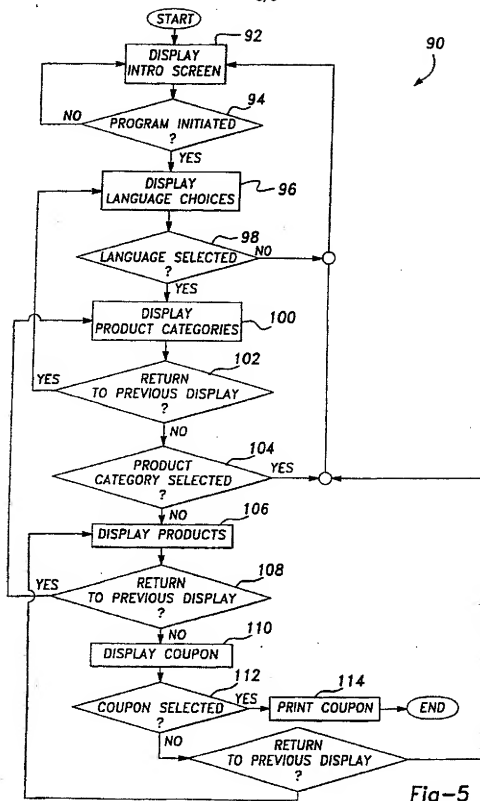 START
92
DISPLAY
INTRO SCREEN
90
94
NO
PROGRAM INITIATED
?
YES
DISPLAY
LANGUAGE CHOICES
96
98
LANGUAGE SELECTED
?
NO
YES
DISPLAY
PRODUCT CATEGORIES
100
102
YES
RETURN
TO PREVIOUS DISPLAY
?
NO
104
PRODUCT
CATEGORY SELECTED
?
YES
106
NO
DISPLAY PRODUCTS
108
YES
RETURN
TO PREVIOUS DISPLAY
?
110
NO
DISPLAY COUPON
112
114
COUPON SELECTED
?
YES
PRINT COUPON
END
NO
RETURN
TO PREVIOUS DISPLAY
?
Fig-5